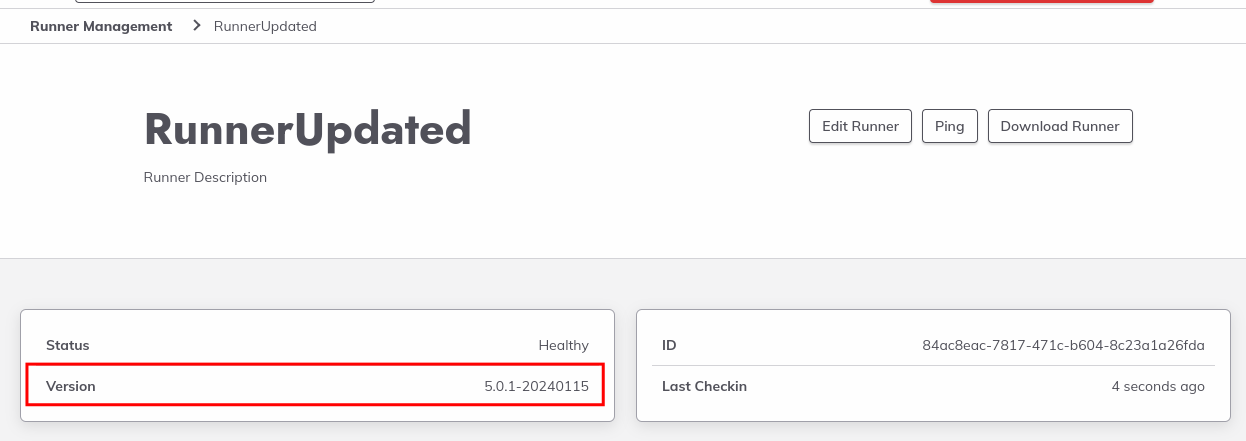 Runner Management > RunnerUpdated
RunnerUpdated
Edit Runner
Ping
Download Runner
Runner Description
Status Healthy
Version 5.0.1-20240115
ID 84ac8eac-7817-471c-b604-8c23a1a26fda
Last Checkin 4 seconds ago